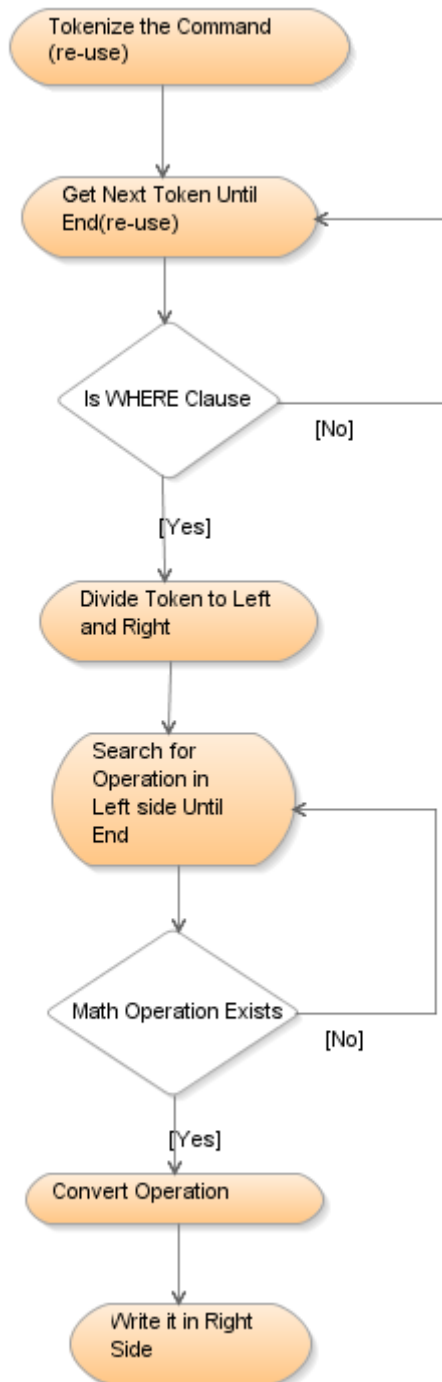 Tokenize the Command
(re-use)
Get Next Token Until
End(re-use)
Is WHERE Clause
[No]
[Yes]
Divide Token to Left
and Right
Search for
Operation in
Left side Until
End
Math Operation Exists
[No]
[Yes]
Convert Operation
Write it in Right
Side